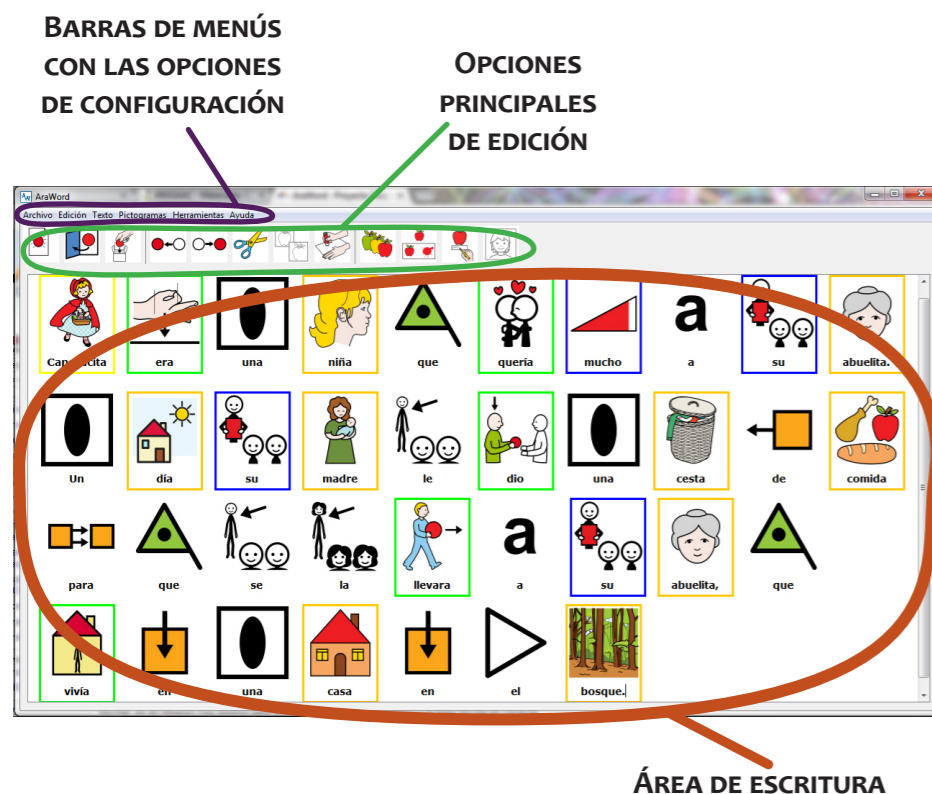 BARRAS DE MENÚS
CON LAS OPCIONES
DE CONFIGURACIÓN
OPCIONES
PRINCIPALES
DE EDICIÓN
AraWord
Archivo Edición Texto Pictogramas Herramientas Ayuda
Caperucita era una niña que quería mucho a su abuelita.
Un día su madre le dio una cesta de comida
para que se la llevara a su abuelita, que
vivía en una casa en el bosque.
ÁREA DE ESCRITURA